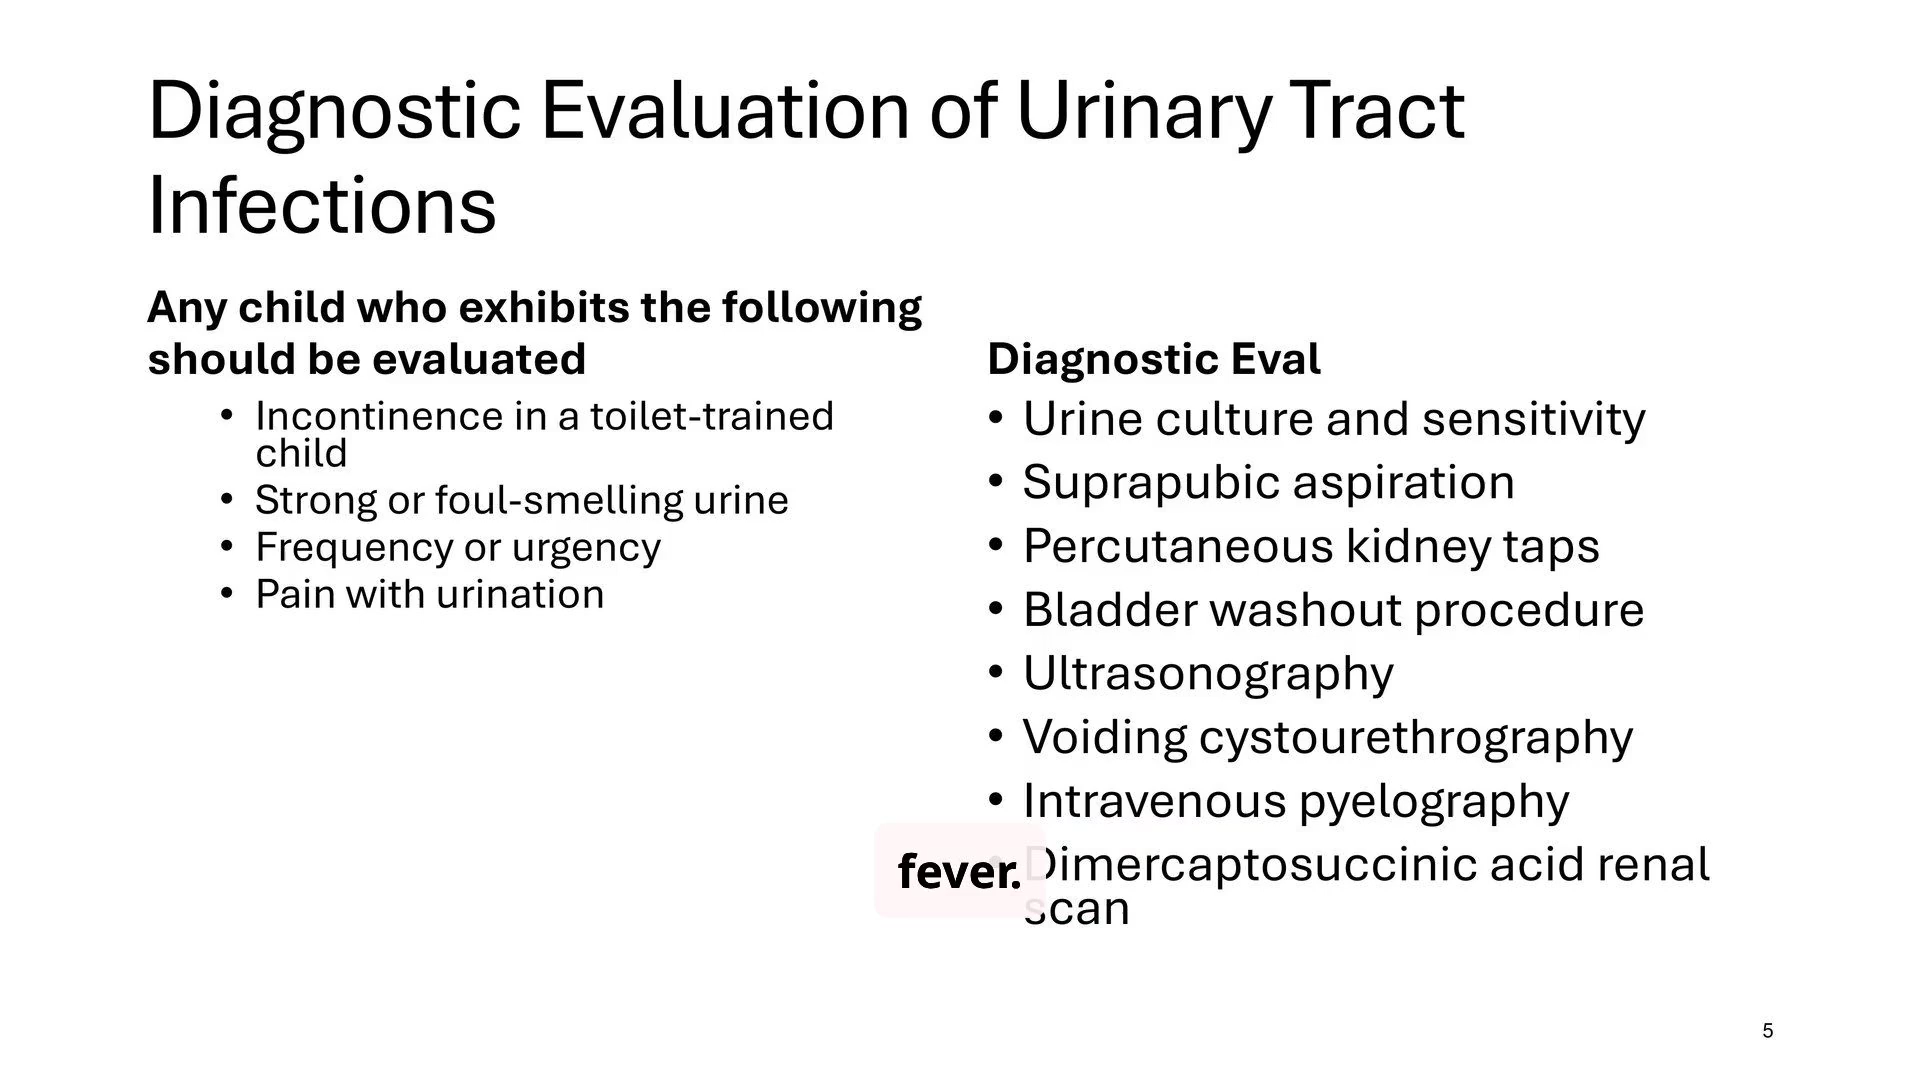 Diagnostic Evaluation of Urinary Tract
Infections
Any child who exhibits the following
should be evaluated
• Incontinence in a toilet-trained
child
• Strong or foul-smelling urine
• Frequency or urgency
• Pain with urination
Diagnostic Eval
• Urine culture and sensitivity
• Suprapubic aspiration
• Percutaneous kidney taps
• Bladder washout procedure
• Ultrasonography
• Voiding cystourethrography
• Intravenous pyelography
• Dimercaptosuccinic acid renal
scan
fever.
5